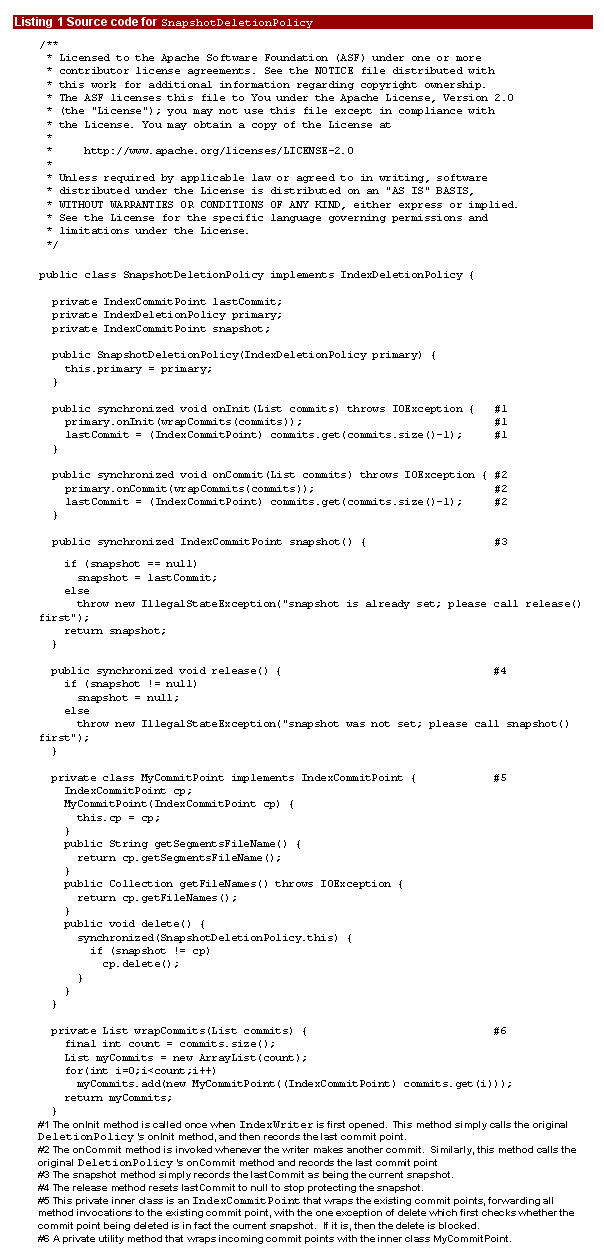 Listing 1 Source code for SnapshotDeletionPolicy
/**
* Licensed to the Apache Software Foundation (ASF) under one or more
* contributor license agreements. See the NOTICE file distributed with
* this work for additional information regarding copyright ownership.
* The ASF licenses this file to You under the Apache License, Version 2.0
* (the "License"); you may not use this file except in compliance with
* the License. You may obtain a copy of the License at
*
* http://www.apache.org/licenses/LICENSE-2.0
*
* Unless required by applicable law or agreed to in writing, software
* distributed under the License is distributed on an "AS IS" BASIS,
* WITHOUT WARRANTIES OR CONDITIONS OF ANY KIND, either express or implied.
* See the License for the specific language governing permissions and
* limitations under the License.
*/
public class SnapshotDeletionPolicy implements IndexDeletionPolicy {
private IndexCommitPoint lastCommit;
private IndexDeletionPolicy primary;
private IndexCommitPoint snapshot;
public SnapshotDeletionPolicy(IndexDeletionPolicy primary) {
this.primary = primary;
}
public synchronized void onInit(List commits) throws IOException { #1
primary.onInit(wrapCommits(commits)); #1
lastCommit = (IndexCommitPoint) commits.get(commits.size()-1); #1
}
public synchronized void onCommit(List commits) throws IOException { #2
primary.onCommit(wrapCommits(commits)); #2
lastCommit = (IndexCommitPoint) commits.get(commits.size()-1); #2
}
public synchronized IndexCommitPoint snapshot() { #3
if (snapshot == null)
snapshot = lastCommit;
else
throw new IllegalStateException("snapshot is already set; please call release()
first");
return snapshot;
}
public synchronized void release() { #4
if (snapshot != null)
snapshot = null;
else
throw new IllegalStateException("snapshot was not set; please call snapshot()
first");
}
private class MyCommitPoint implements IndexCommitPoint { #5
IndexCommitPoint cp;
MyCommitPoint(IndexCommitPoint cp) {
this.cp = cp;
}
public String getSegmentsFileName() {
return cp.getSegmentsFileName();
}
public Collection getFileNames() throws IOException {
return cp.getFileNames();
}
public void delete() {
synchronized(SnapshotDeletionPolicy.this) {
if (snapshot != cp)
cp.delete();
}
}
}
private List wrapCommits(List commits) { #6
final int count = commits.size();
List myCommits = new ArrayList(count);
for(int i=0;i<count;i++)
myCommits.add(new MyCommitPoint((IndexCommitPoint) commits.get(i)));
return myCommits;
}
#1 The onInit method is called once when IndexWriter is first opened. This method simply calls the original
DeletionPolicy's onInit method, and then records the last commit point.
#2 The onCommit method is invoked whenever the writer makes another commit. Similarly, this method calls the
original DeletionPolicy's onCommit method and records the last commit point
#3 The snapshot method simply records the lastCommit as being the current snapshot.
#4 The release method resets lastCommit to null to stop protecting the snapshot.
#5 This private inner class is an IndexCommitPoint that wraps the existing commit points, forwarding all
method invocations to the existing commit point, with the one exception of delete which first checks whether the
commit point being deleted is in fact the current snapshot. If it is, then the delete is blocked.
#6 A private utility method that wraps incoming commit points with the inner class MyCommitPoint.